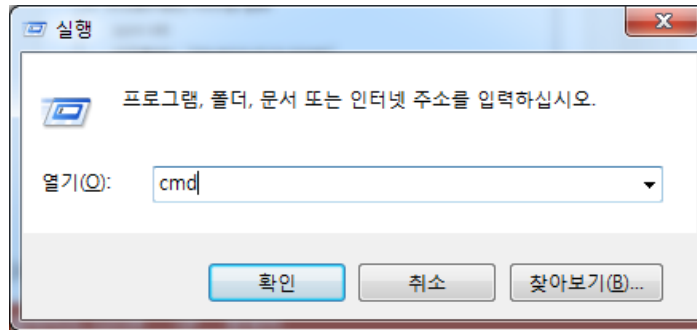 실행
프로그램, 폴더, 문서 또는 인터넷 주소를 입력하십시오.
열기(O): cmd
확인 취소 찾아보기(B)...